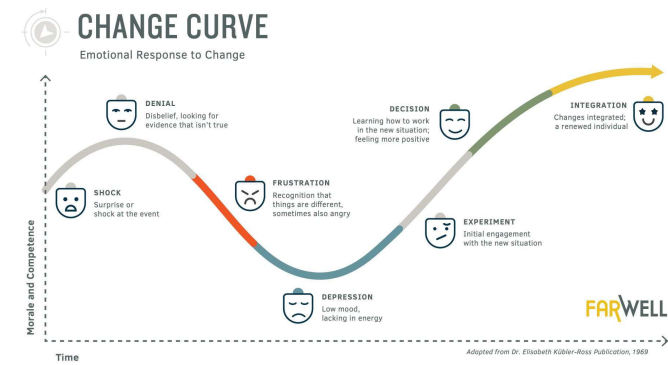 CHANGE CURVE
Emotional Response to Change
DENIAL
Disbelief, looking for
evidence that isn't true
SHOCK
Surprise or
shock at the event
FRUSTRATION
Recognition that
things are different,
sometimes also angry
DEPRESSION
Low mood,
lacking in energy
DECISION
Learning how to work
in the new situation;
feeling more positive
EXPERIMENT
Initial engagement
with the new situation
INTEGRATION
Changes integrated;
a renewed individual
Morale and Competence
Time
FARWELL
Adapted from Dr. Elisabeth Kübler-Ross Publication, 1969